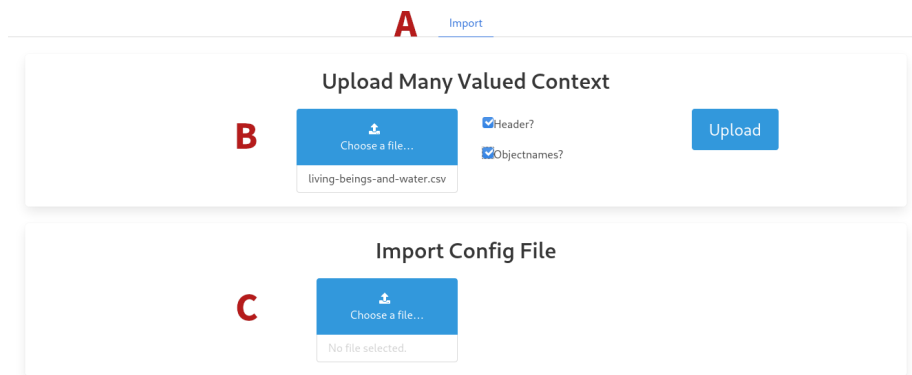 A Import
Upload Many Valued Context
B
Choose a file...
living-beings-and-water.csv
Header?
Objectnames?
Upload
Import Config File
C
Choose a file...
No file selected.